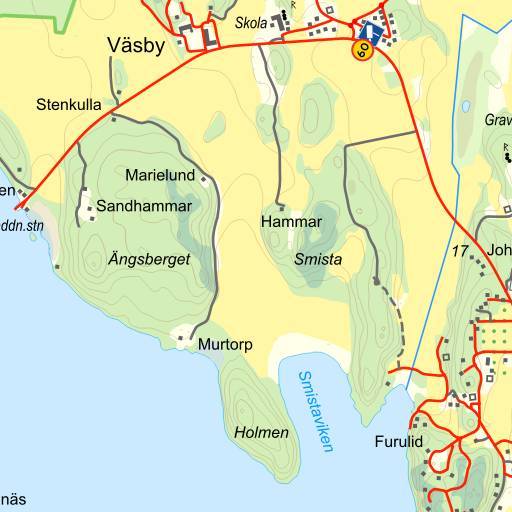 Skola
Väsby
60
Stenkulla
Grav
R
Marielund
en
Sandhammar
R
Hammar
ddn.stn
17
Joh
Ängsberget
Smista
Murtorp
Smistaviken
Holmen
Furulid
näs